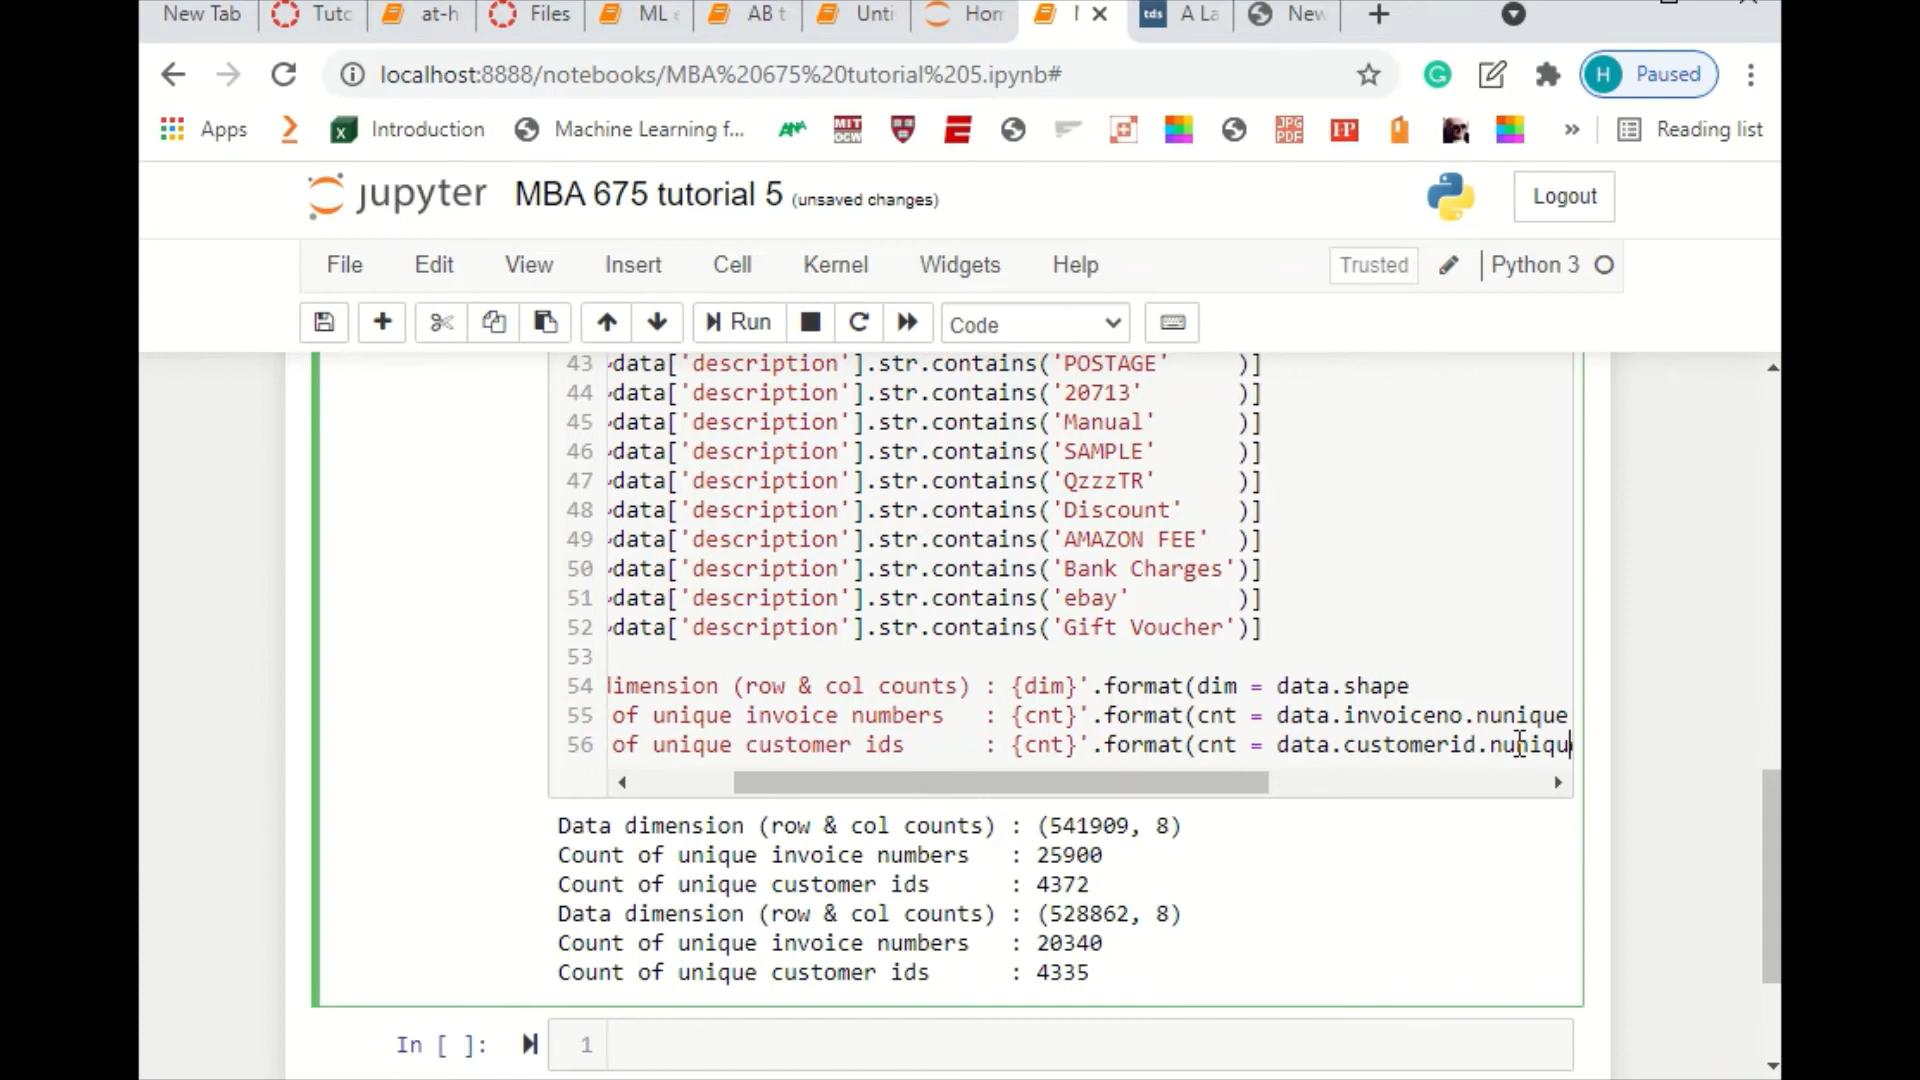 New Tab Tuto at-h Files ML e AB t Unti Hom tds A La New
localhost:8888/notebooks/MBA%20675%20tutorial%205.ipynb# H Paused
Apps Introduction Machine Learning f... MIT OCW JPG PDF Reading list
jupyter MBA 675 tutorial 5 (unsaved changes) Logout
File Edit View Insert Cell Kernel Widgets Help Trusted Python 3
Run Code
43 data['description'].str.contains('POSTAGE' )]
44 data['description'].str.contains('20713' )]
45 data['description'].str.contains('Manual' )]
46 data['description'].str.contains('SAMPLE' )]
47 data['description'].str.contains('QzzzTR' )]
48 data['description'].str.contains('Discount' )]
49 data['description'].str.contains('AMAZON FEE' )]
50 data['description'].str.contains('Bank Charges')]
51 data['description'].str.contains('ebay' )]
52 data['description'].str.contains('Gift Voucher')]
53
54 dimension (row & col counts) : {dim}'.format(dim = data.shape
55 of unique invoice numbers : {cnt}'.format(cnt = data.invoiceno.nunique
56 of unique customer ids : {cnt}'.format(cnt = data.customerid.nuniqu
Data dimension (row & col counts) : (541909, 8)
Count of unique invoice numbers : 25900
Count of unique customer ids : 4372
Data dimension (row & col counts) : (528862, 8)
Count of unique invoice numbers : 20340
Count of unique customer ids : 4335
In [ ]: 1